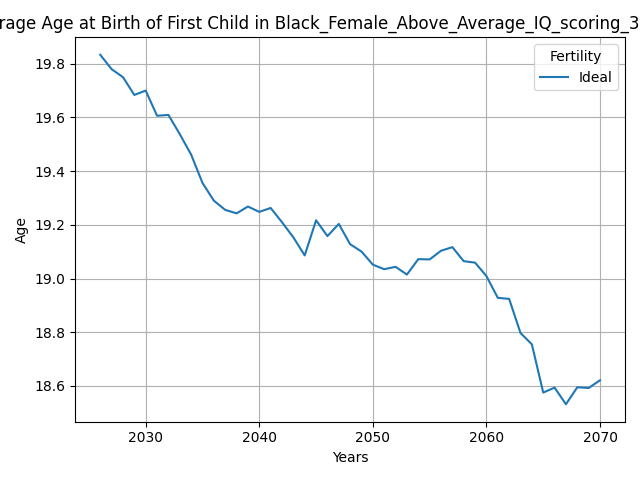 Age at Birth of First Child in Black_Female_Above_Average_IQ_scoring_3
Fertility
Ideal
19.8
19.6
19.4
19.2
19.0
18.8
18.6
Age
2030 2040 2050 2060 2070
Years